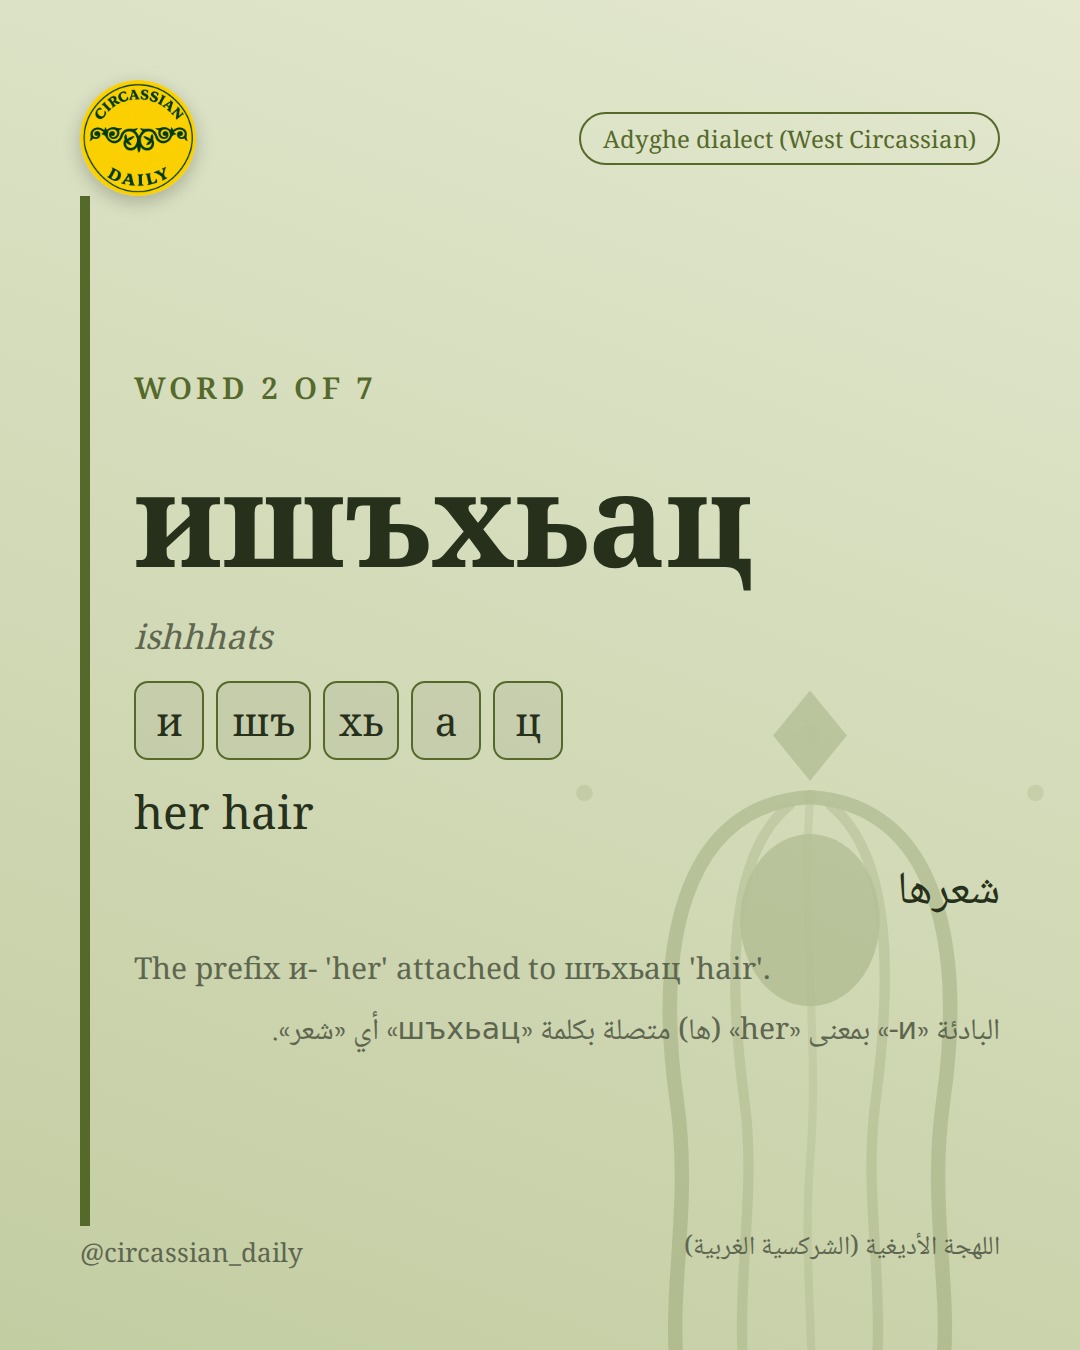 CIRCASSIAN
DAILY
Adyghe dialect (West Circassian)
WORD 2 OF 7
ишъхьац
ishhhats
и шъ хь а ц
her hair
شعرها
The prefix и- 'her' attached to шъхьац 'hair'.
البادئة «и-» بمعنى «her» (ها) متصلة بكلمة «шъхьац» أي «شعر».
@circassian_daily
اللهجة الأديغية (الشركسية الغربية)